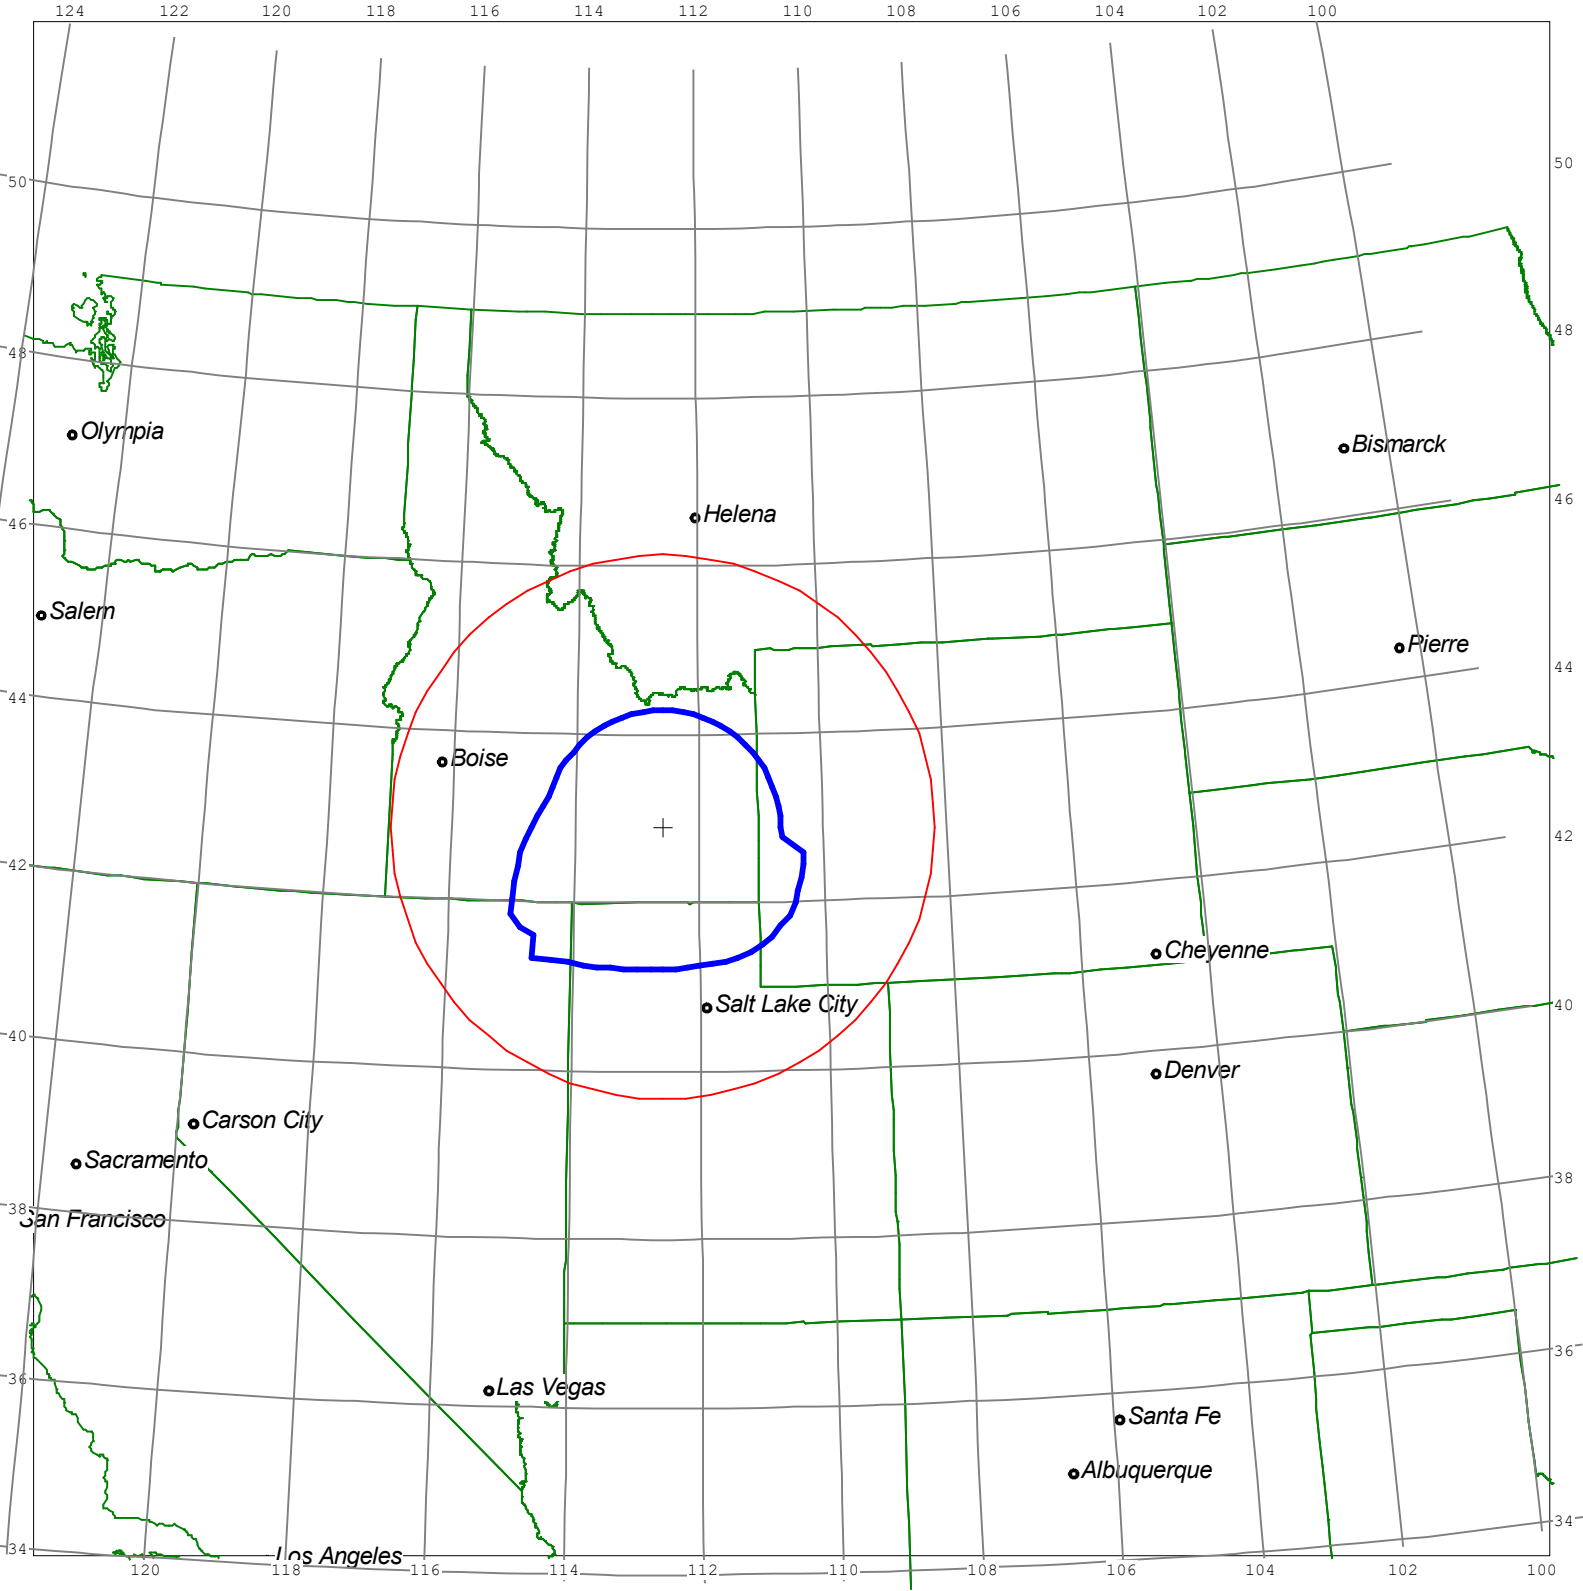 124 122 120 118 116 114 112 110 108 106 104 102 100
50 50
48 48
Olympia
Bismarck
46 46
Helena
Salem
Pierre
44 44
Boise
42 42
Cheyenne
Salt Lake City
40 40
Denver
Carson City
Sacramento
38 38
San Francisco
36 36
Las Vegas
Santa Fe
Albuquerque
34 34
Los Angeles
120 118 116 114 112 110 108 106 104 102 100